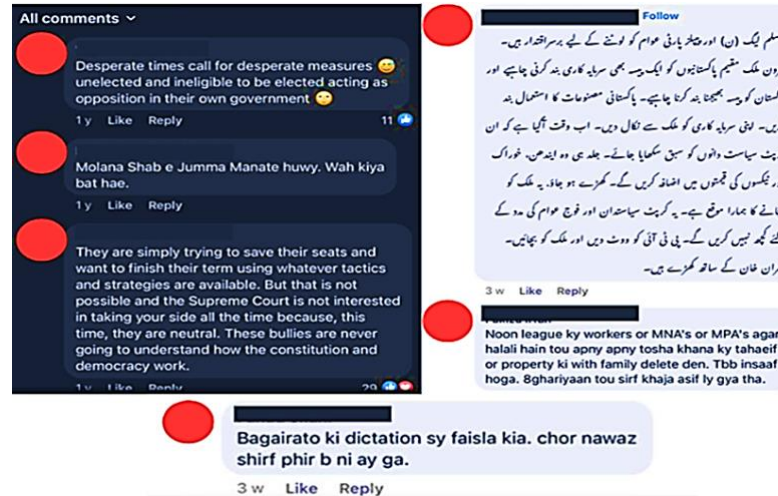 All comments
Desperate times call for desperate measures 😅
unelected and ineligible to be elected acting as
opposition in their own government 🙄
1 y Like Reply 11
Molana Shab e Jumma Manate huwy. Wah kiya
bat hae.
1 y Like Reply
They are simply trying to save their seats and
want to finish their term using whatever tactics
and strategies are available. But that is not
possible and the Supreme Court is not interested
in taking your side all the time because, this
time, they are neutral. These bullies are never
going to understand how the constitution and
democracy work.
1 y Like Reply 29
Follow
مسلم لیگ (ن) اور پیپلز پارٹی عوام کو لوٹنے کے لیے برسراقتدار ہیں۔
ون ملک مقیم پاکستانیوں کو ایک پیسہ بھی سرمایہ کاری بند کرنی چاہیے اور
پاکستان کو پیسہ بھیجنا بند کرنا چاہیے۔ پاکستانی مصنوعات کا استعمال بند
کریں۔ اپنی سرمایہ کاری کو ملک سے نکال دیں۔ اب وقت آگیا ہے کہ ان
سیاست دانوں کو سبق سکھایا جائے۔ جلد ہی وہ ایندھن، خوراک
اور ٹیکسوں کی قیمتوں میں اضافہ کریں گے۔ کھڑے ہو جاؤ، یہ ملک کو
بچانے کا ہمارا موقع ہے۔ یہ کرپٹ سیاستدان اور فوج عوام کی مدد کے
لئے کچھ نہیں کریں گے۔ پی ٹی آئی کو ووٹ دیں اور ملک کو بچائیں۔
عمران خان کے ساتھ کھڑے ہیں۔
3 w Like Reply
Noon league ky workers or MNA's or MPA's agar
halali hain tou apny apny tosha khana ky tahaeif
or property ki with family delete den. Tbb insaaf
hoga. 8ghariyaan tou sirf khaja asif ly gya tha.
Bagairato ki dictation sy faisla kia. chor nawaz
shirf phir b ni ay ga.
3 w Like Reply